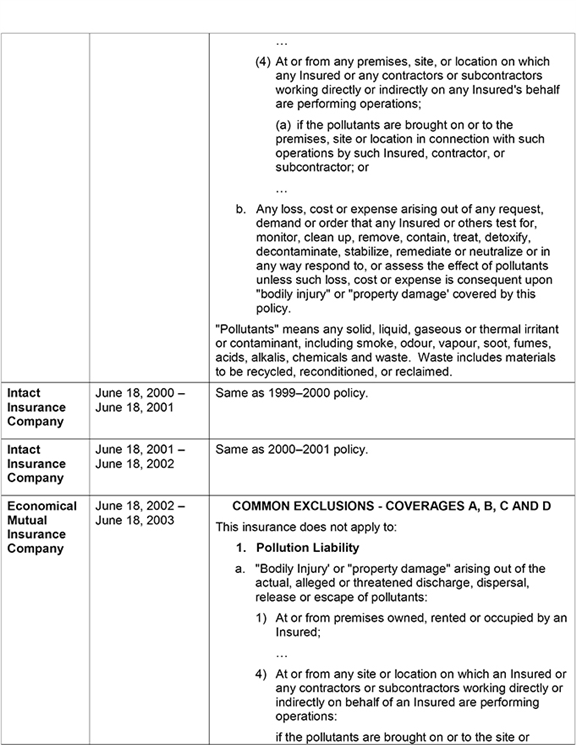 …
(4) At or from any premises, site, or location on which
any Insured or any contractors or subcontractors
working directly or indirectly on any Insured's behalf
are performing operations;
(a) if the pollutants are brought on or to the
premises, site or location in connection with such
operations by such Insured, contractor, or
subcontractor; or
…
b. Any loss, cost or expense arising out of any request,
demand or order that any Insured or others test for,
monitor, clean up, remove, contain, treat, detoxify,
decontaminate, stabilize, remediate or neutralize or in
any way respond to, or assess the effect of pollutants
unless such loss, cost or expense is consequent upon
"bodily injury" or "property damage' covered by this
policy.
"Pollutants" means any solid, liquid, gaseous or thermal irritant
or contaminant, including smoke, odour, vapour, soot, fumes,
acids, alkalis, chemicals and waste. Waste includes materials
to be recycled, reconditioned, or reclaimed.
Intact
Insurance
Company
June 18, 2000 –
June 18, 2001
Same as 1999–2000 policy.
Intact
Insurance
Company
June 18, 2001 –
June 18, 2002
Same as 2000–2001 policy.
Economical
Mutual
Insurance
Company
June 18, 2002 –
June 18, 2003
COMMON EXCLUSIONS - COVERAGES A, B, C AND D
This insurance does not apply to:
1. Pollution Liability
a. "Bodily Injury' or "property damage" arising out of the
actual, alleged or threatened discharge, dispersal,
release or escape of pollutants:
1) At or from premises owned, rented or occupied by an
Insured;
…
4) At or from any site or location on which an Insured or
any contractors or subcontractors working directly or
indirectly on behalf of an Insured are performing
operations:
if the pollutants are brought on or to the site or